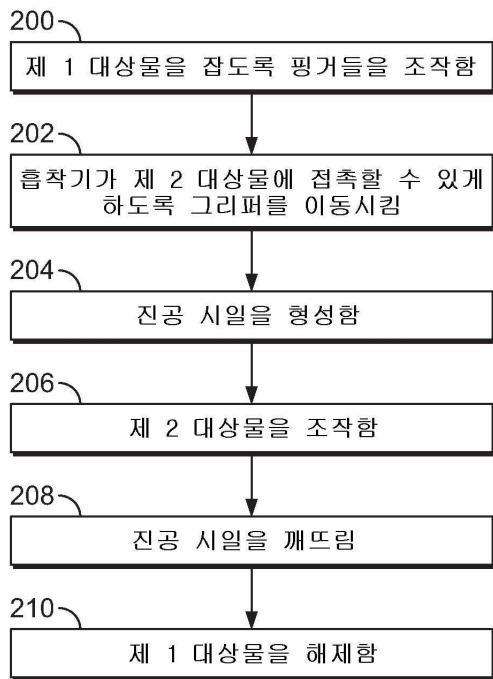 200
제 1 대상물을 잡도록 핑거들을 조작함
202
흡착기가 제 2 대상물에 접촉할 수 있게
하도록 그리퍼를 이동시킴
204
진공 시일을 형성함
206
제 2 대상물을 조작함
208
진공 시일을 깨뜨림
210
제 1 대상물을 해제함